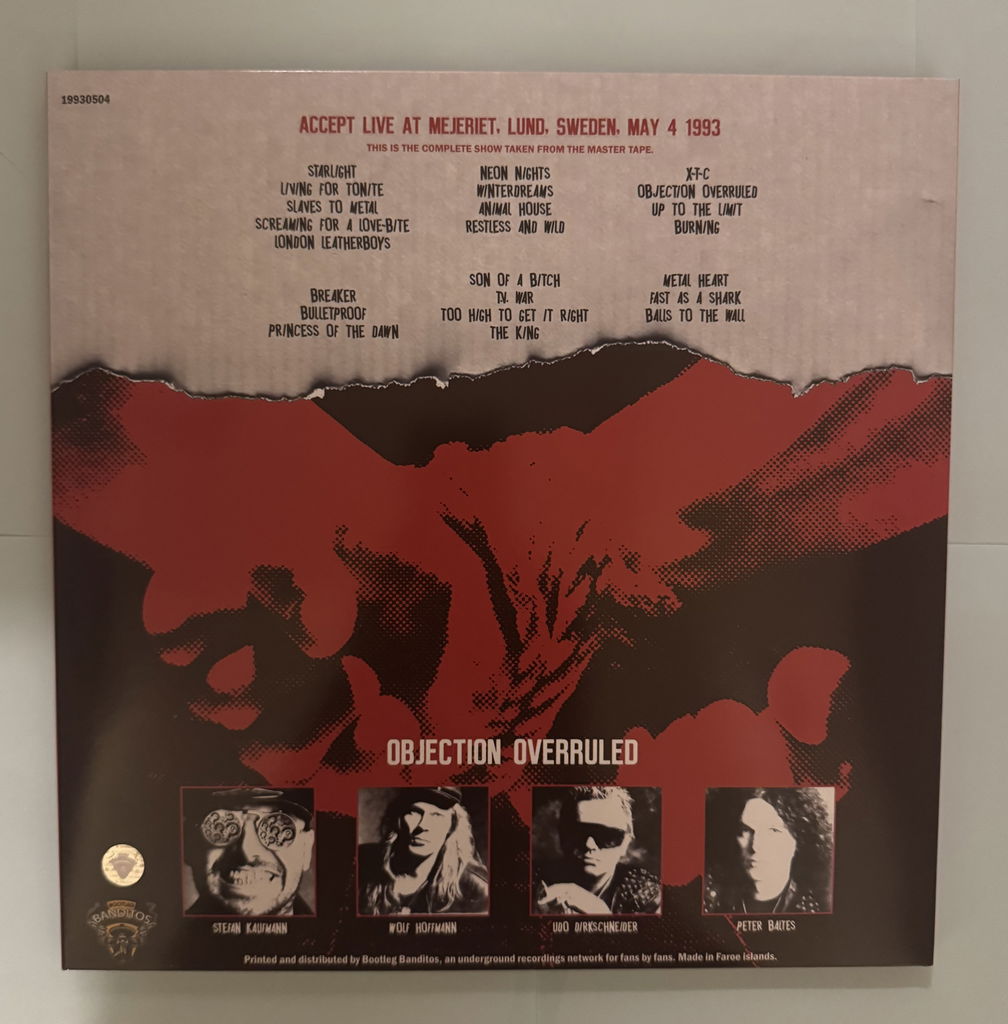 19930504
ACCEPT LIVE AT MEJERIET, LUND, SWEDEN, MAY 4 1993
THIS IS THE COMPLETE SHOW TAKEN FROM THE MASTER TAPE.
STARLIGHT
LIVING FOR TONITE
SLAVES TO METAL
SCREAMING FOR A LOVE-BITE
LONDON LEATHERBOYS
NEON NIGHTS
WINTERDREAMS
ANIMAL HOUSE
RESTLESS AND WILD
X-T-C
OBJECTION OVERRULED
UP TO THE LIMIT
BURNING
BREAKER
BULLETPROOF
PRINCESS OF THE DAWN
SON OF A BITCH
T.V. WAR
TOO HIGH TO GET IT RIGHT
THE KING
METAL HEART
FAST AS A SHARK
BALLS TO THE WALL
OBJECTION OVERRULED
STEFAN KAUFMANN
WOLF HOFFMANN
UDO DIRKSCHNEIDER
PETER BALTES
BOOTLEG
BANDITOS
Printed and distributed by Bootleg Banditos, an underground recordings network for fans by fans. Made in Faroe islands.